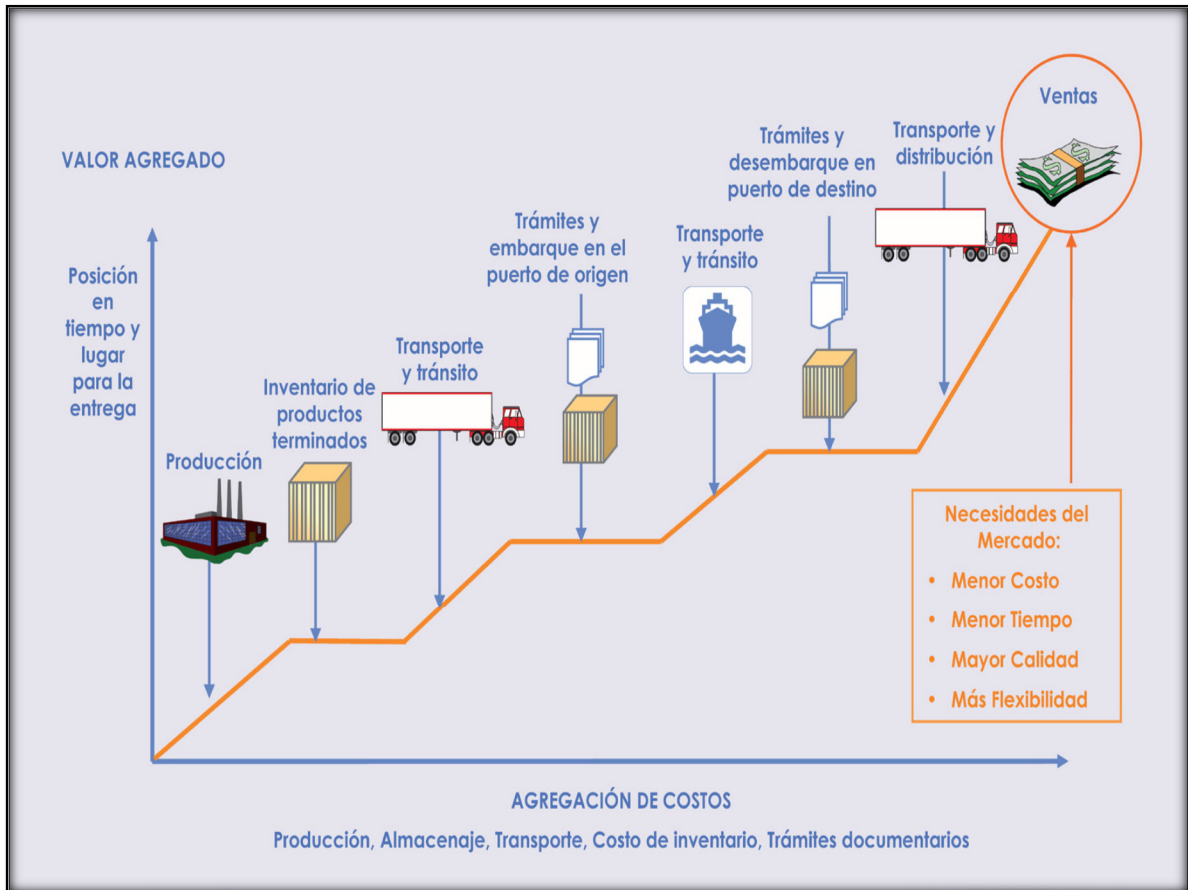 Ventas
VALOR AGREGADO
Posición
en
tiempo y
lugar
para la
entrega
Producción
Inventario de
productos
terminados
Transporte
y tránsito
Trámites y
embarque en el
puerto de origen
Transporte
y tránsito
Trámites y
desembarque en
puerto de destino
Transporte y
distribución
Necesidades del
Mercado:
• Menor Costo
• Menor Tiempo
• Mayor Calidad
• Más Flexibilidad
AGREGACIÓN DE COSTOS
Producción, Almacenaje, Transporte, Costo de inventario, Trámites documentarios